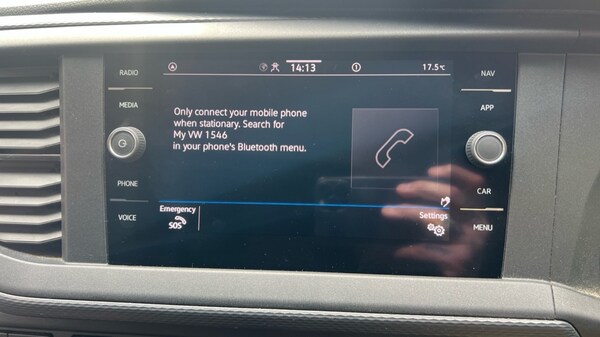 RADIO
MEDIA
PHONE
VOICE
14:13
17.5°C
Only connect your mobile phone
when stationary. Search for
My VW 1546
in your phone's Bluetooth menu.
Emergency
SOS
Settings
NAV
APP
CAR
MENU